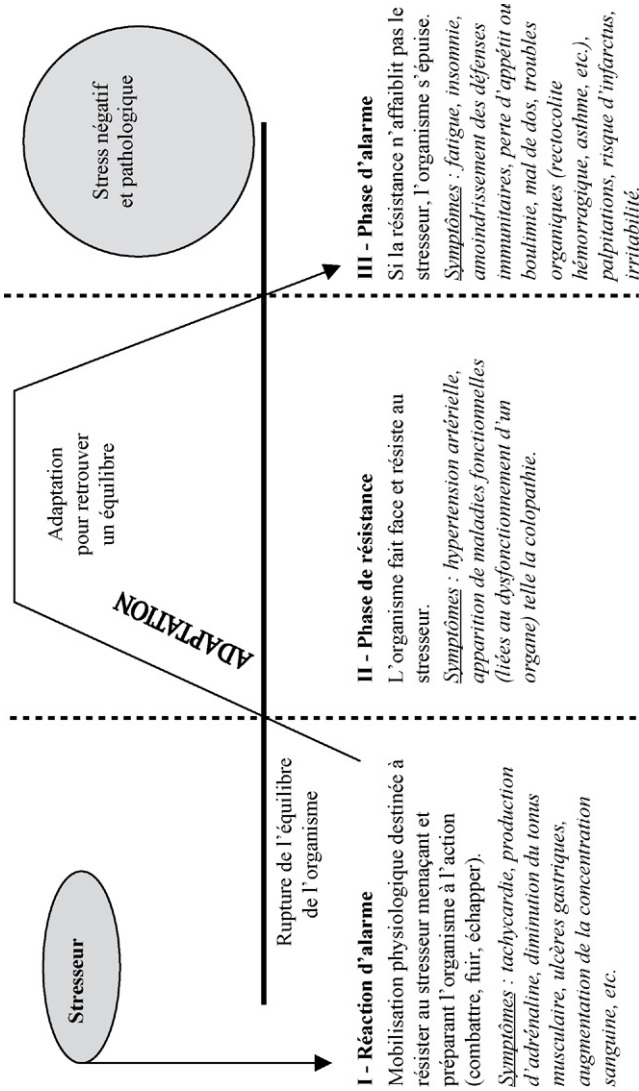 Stresseur
Rupture de l'équilibre
de l'organisme
ADAPTATION
Adaptation
pour retrouver
un équilibre
Stress négatif
et pathologique
I - Réaction d'alarme
Mobilisation physiologique destinée à
résister au stresseur menaçant et
préparant l'organisme à l'action
(combattre, fuir, échapper).
Symptômes : tachycardie, production
d'adrénaline, diminution du tonus
musculaire, ulcères gastriques,
augmentation de la concentration
sanguine, etc.
II - Phase de résistance
L'organisme fait face et résiste au
stresseur.
Symptômes : hypertension artérielle,
apparition de maladies fonctionnelles
(liées au dysfonctionnement d'un
organe) telle la colopathie.
III - Phase d'alarme
Si la résistance n'affaiblit pas le
stresseur, l'organisme s'épuise.
Symptômes : fatigue, insomnie,
amoindrissement des défenses
immunitaires, perte d'appétit ou
boulimie, mal de dos, troubles
organiques (rectocolite
hémorragique, asthme, etc.),
palpitations, risque d'infarctus,
irritabilité.